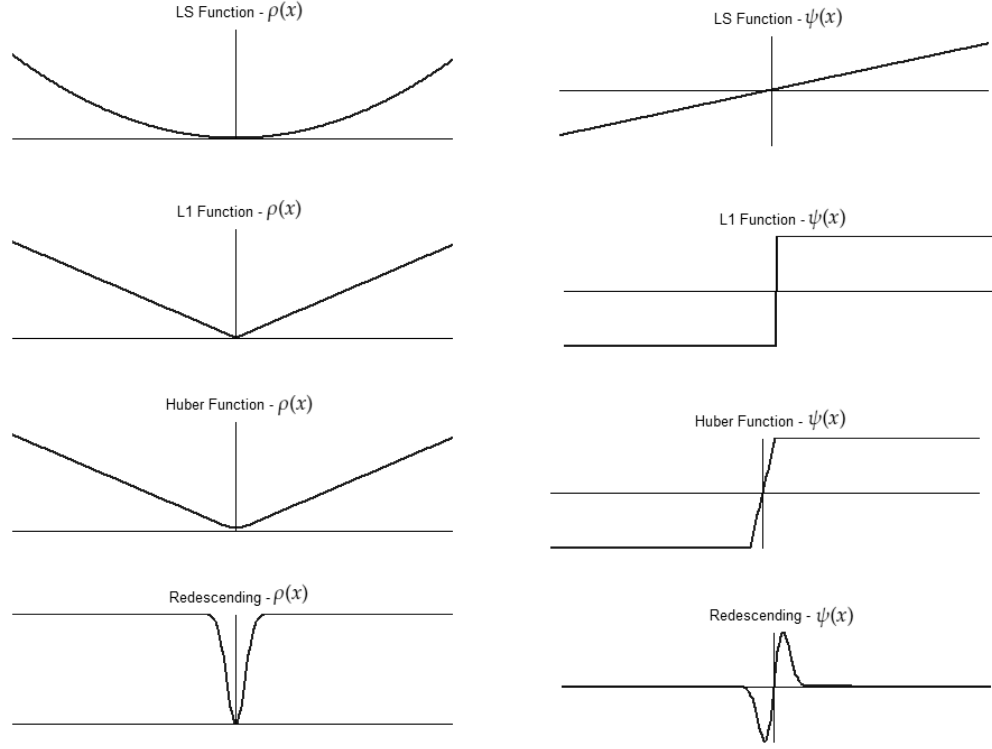 LS Function - ρ(x)
LS Function - ψ(x)
L1 Function - ρ(x)
L1 Function - ψ(x)
Huber Function - ρ(x)
Huber Function - ψ(x)
Redescending - ρ(x)
Redescending - ψ(x)